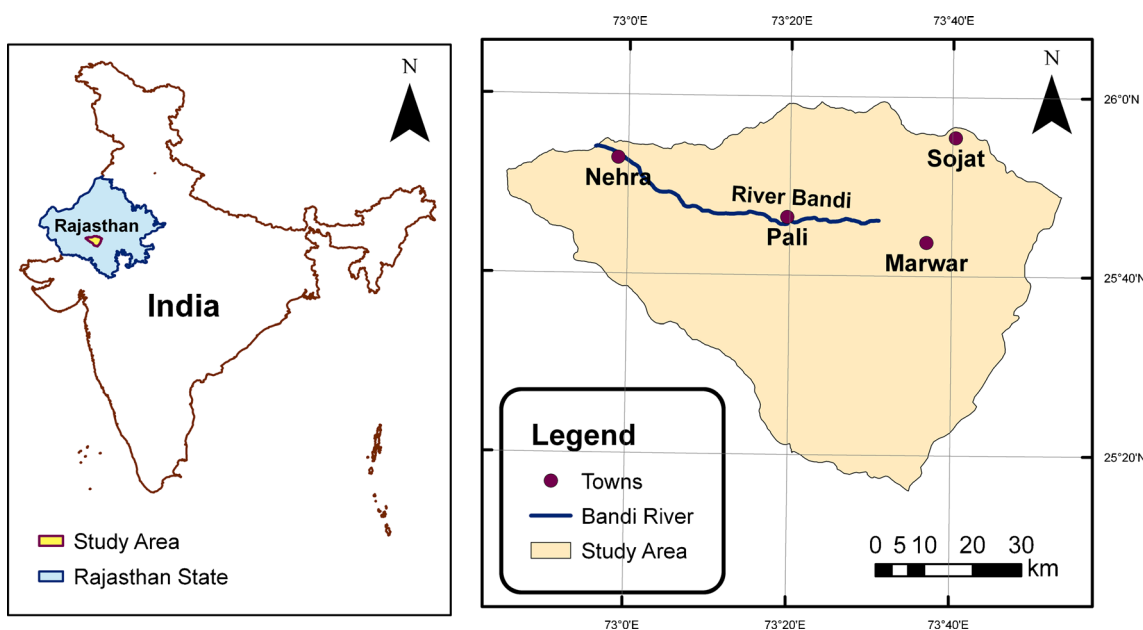 N
Rajasthan
India
Study Area
Rajasthan State
73°0'E
73°20'E
73°40'E
N
26°0'N
Sojat
Nehra
River Bandi
Pali
Marwar
25°40'N
25°20'N
Legend
Towns
Bandi River
Study Area
0 5 10 20 30
km
73°0'E
73°20'E
73°40'E